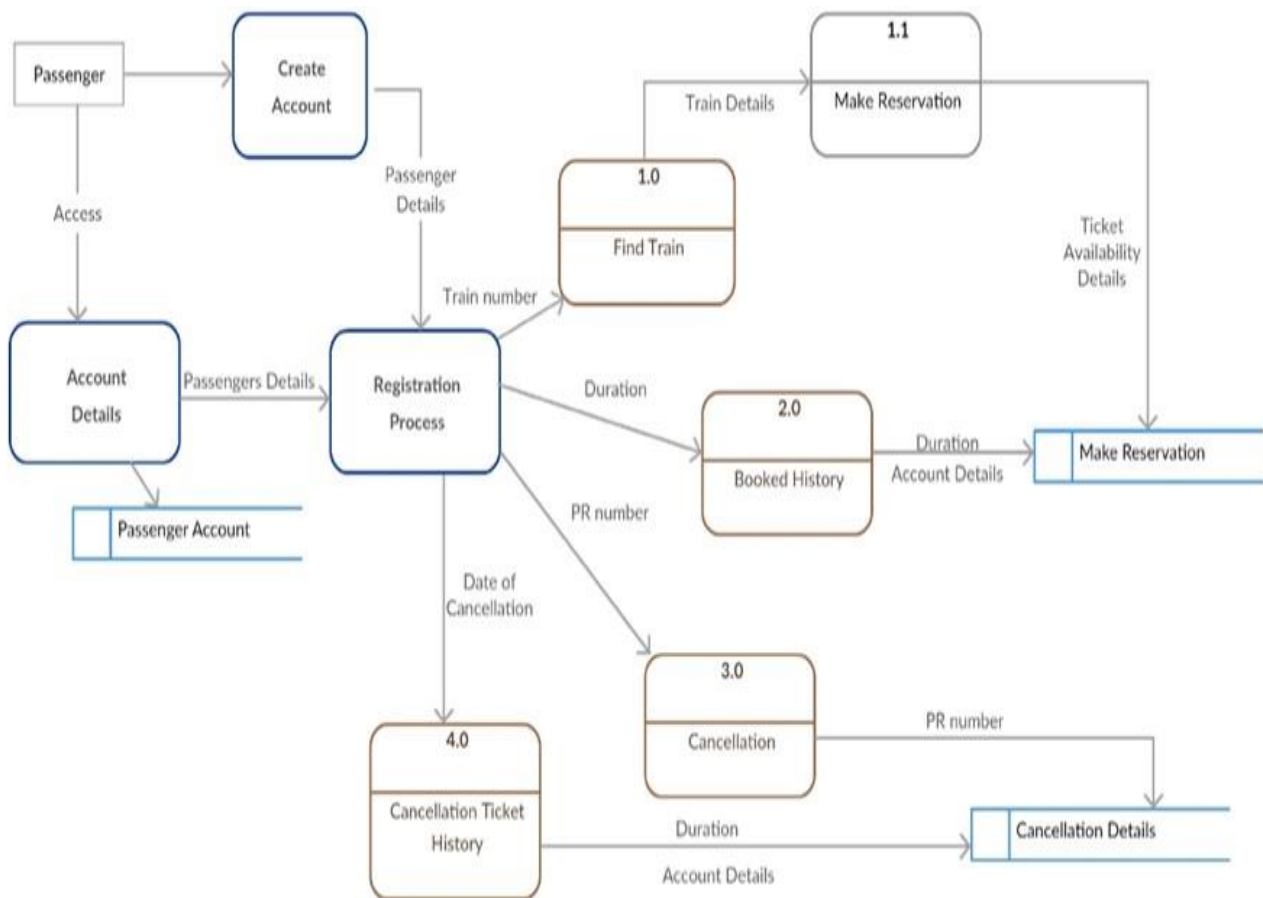 Passenger
Create
Account
1.1
Make Reservation
Train Details
Passenger
Details
1.0
Find Train
Access
Ticket
Availability
Details
Train number
Account
Details
Passengers Details
Registration
Process
Duration
2.0
Booked History
Duration
Account Details
Make Reservation
Passenger Account
PR number
Date of
Cancellation
3.0
Cancellation
PR number
4.0
Cancellation Ticket
History
Duration
Account Details
Cancellation Details